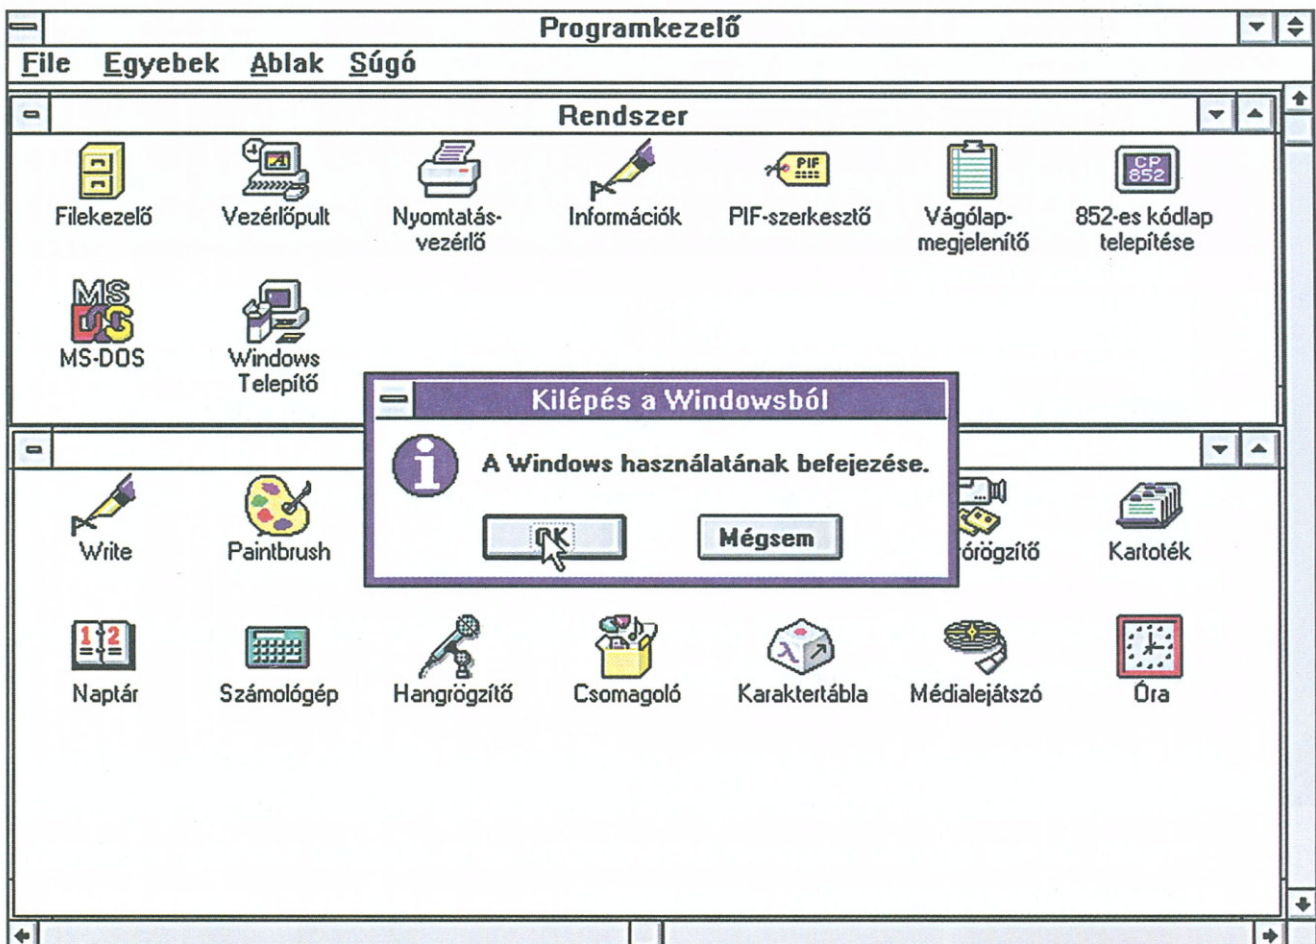 Programkezelő
File Egyebek Ablak Súgó
Rendszer
PIF
CP
852
Filekezelő Vezérlőpult Nyomtatás-
vezérlő Információk PIF-szerkesztő Vágólap-
megjelenítő 852-es kódlap
telepítése
MS
DOS
MS-DOS Windows
Telepítő
Kilépés a Windowsból
A Windows használatának befejezése.
OK Mégsem
Write Paintbrush Kartoték
1 2
Naptár Számológép Hangrögzítő Csomagoló Karaktertábla Médialejátszó Óra